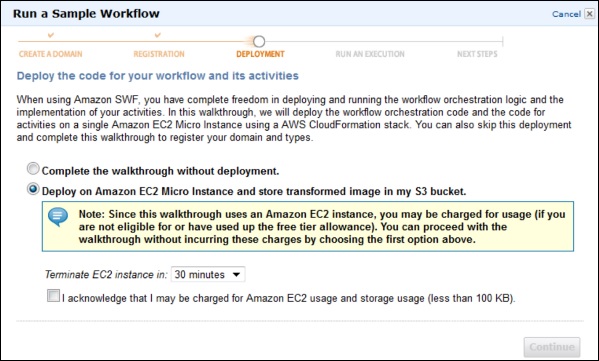 Run a Sample Workflow
Cancel
CREATE A DOMAIN
REGISTRATION
DEPLOYMENT
RUN AN EXECUTION
NEXT STEPS
Deploy the code for your workflow and its activities
When using Amazon SWF, you have complete freedom in deploying and running the workflow orchestration logic and the
implementation of your activities. In this walkthrough, we will deploy the workflow orchestration code and the code for
activities on a single Amazon EC2 Micro Instance using a AWS CloudFormation stack. You can also skip this deployment
and complete this walkthrough to register your domain and types.
Complete the walkthrough without deployment.
Deploy on Amazon EC2 Micro Instance and store transformed image in my S3 bucket.
Note: Since this walkthrough uses an Amazon EC2 instance, you may be charged for usage (if you
are not eligible for or have used up the free tier allowance). You can proceed with the
walkthrough without incurring these charges by choosing the first option above.
Terminate EC2 instance in: 30 minutes
I acknowledge that I may be charged for Amazon EC2 usage and storage usage (less than 100 KB).
Continue